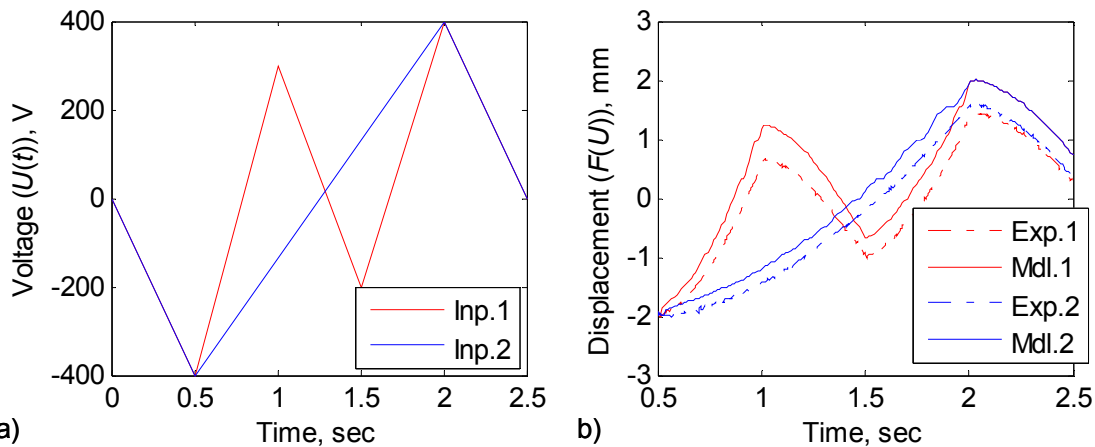 Voltage (U(t)), V
400
200
0
-200
-400
0
0.5
1
1.5
2
2.5
Time, sec
Inp.1
Inp.2
a)
Displacement (F(U)), mm
3
2
1
0
-1
-2
-3
0.5
1
1.5
2
2.5
Time, sec
Exp.1
Mdl.1
Exp.2
Mdl.2
b)